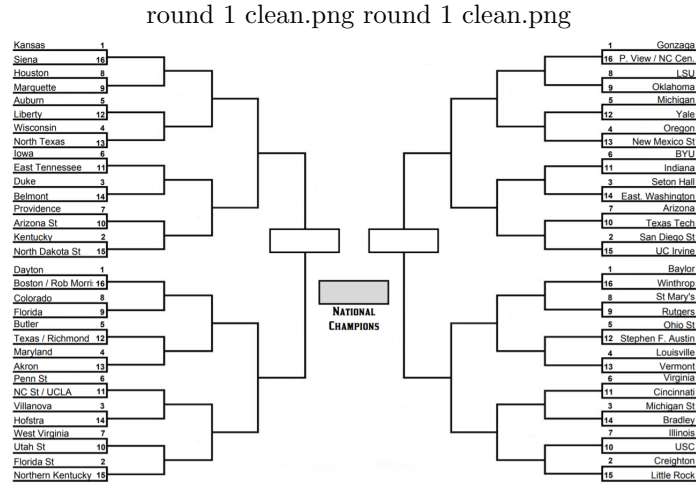 round 1 clean.png round 1 clean.png
Kansas 1
Siena 16
Houston 8
Marquette 9
Auburn 5
Liberty 12
Wisconsin 4
North Texas 13
Iowa 6
East Tennessee 11
Duke 3
Belmont 14
Providence 7
Arizona St 10
Kentucky 2
North Dakota St 15
Dayton 1
Boston / Rob Morri 16
Colorado 8
Florida 9
Butler 5
Texas / Richmond 12
Maryland 4
Akron 13
Penn St 6
NC St / UCLA 11
Villanova 3
Hofstra 14
West Virginia 7
Utah St 10
Florida St 2
Northern Kentucky 15
National
Champions
1 Gonzaga
16 P. View / NC Cen.
8 LSU
9 Oklahoma
5 Michigan
12 Yale
4 Oregon
13 New Mexico St
6 BYU
11 Indiana
3 Seton Hall
14 East. Washington
7 Arizona
10 Texas Tech
2 San Diego St
15 UC Irvine
1 Baylor
16 Winthrop
8 St Mary's
9 Rutgers
5 Ohio St
12 Stephen F. Austin
4 Louisville
13 Vermont
6 Virginia
11 Cincinnati
3 Michigan St
14 Bradley
7 Illinois
10 USC
2 Creighton
15 Little Rock